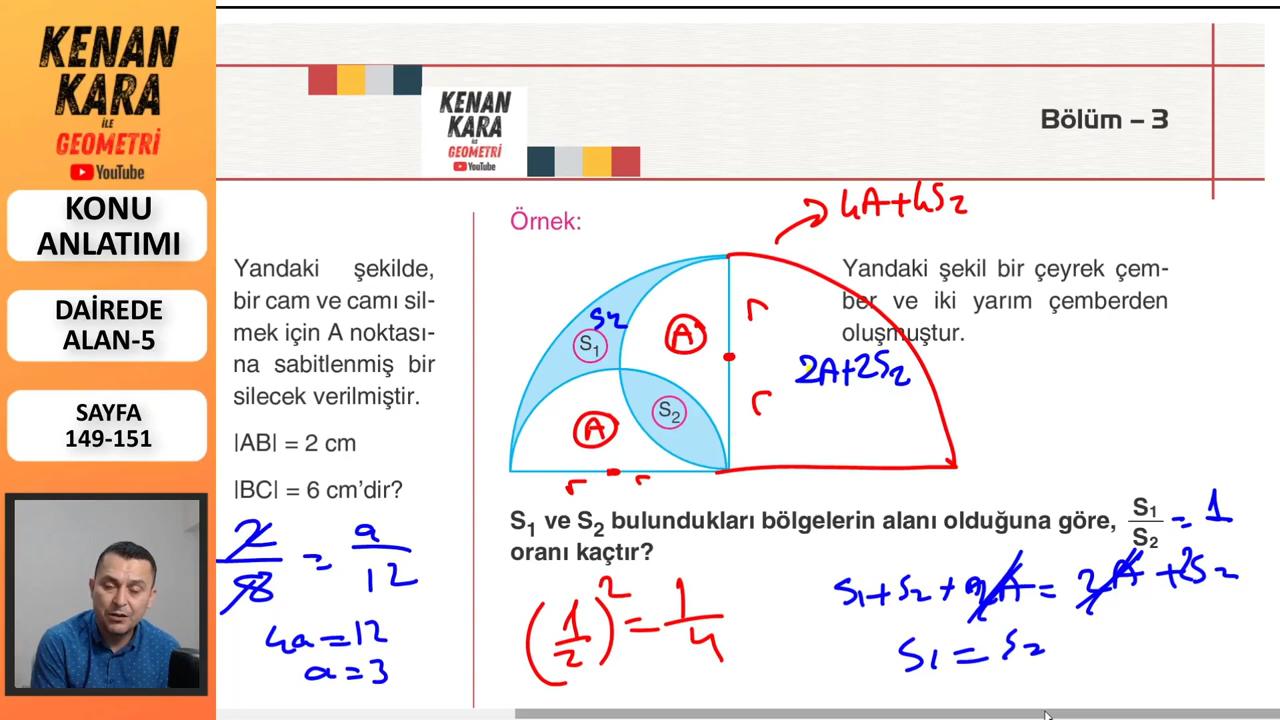 KENAN
KARA
İLE
GEOMETRİ
YouTube
KONU
ANLATIMI
DAİREDE
ALAN-5
SAYFA
149-151
KENAN
KARA
İLE
GEOMETRİ
YouTube
Bölüm – 3
Yandaki şekilde,
bir cam ve camı sil-
mek için A noktası-
na sabitlenmiş bir
silecek verilmiştir.
|AB| = 2 cm
|BC| = 6 cm'dir?
2/8 = a/12
4a=12
a=3
Örnek:
4A+4S2
Yandaki şekil bir çeyrek çem-
ber ve iki yarım çemberden
oluşmuştur.
S2
S1
A
r
r
2A+2S2
A
S2
r
r
S1 ve S2 bulundukları bölgelerin alanı olduğuna göre, S1/S2 = 1
oranı kaçtır?
(1/2)² = 1/4
S1+S2+2A = 2A+2S2
S1=S2